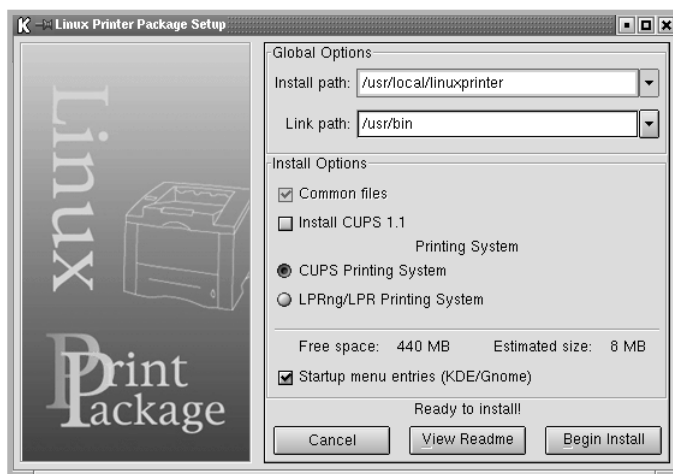 Linux Printer Package Setup
Linux
Print
Package
Global Options
Install path: /usr/local/linuxprinter
Link path: /usr/bin
Install Options
Common files
Install CUPS 1.1
Printing System
CUPS Printing System
LPRng/LPR Printing System
Free space: 440 MB Estimated size: 8 MB
Startup menu entries (KDE/Gnome)
Ready to install!
Cancel View Readme Begin Install